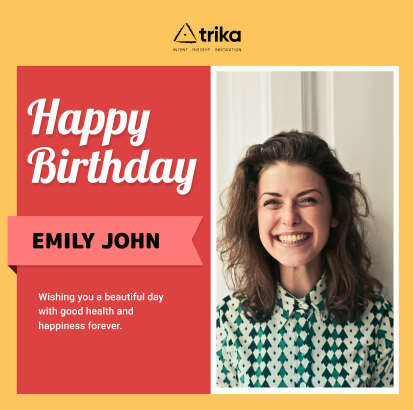 trika
INTENT . INSIGHT . INNOVATION
Happy
Birthday
EMILY JOHN
Wishing you a beautiful day
with good health and
happiness forever.